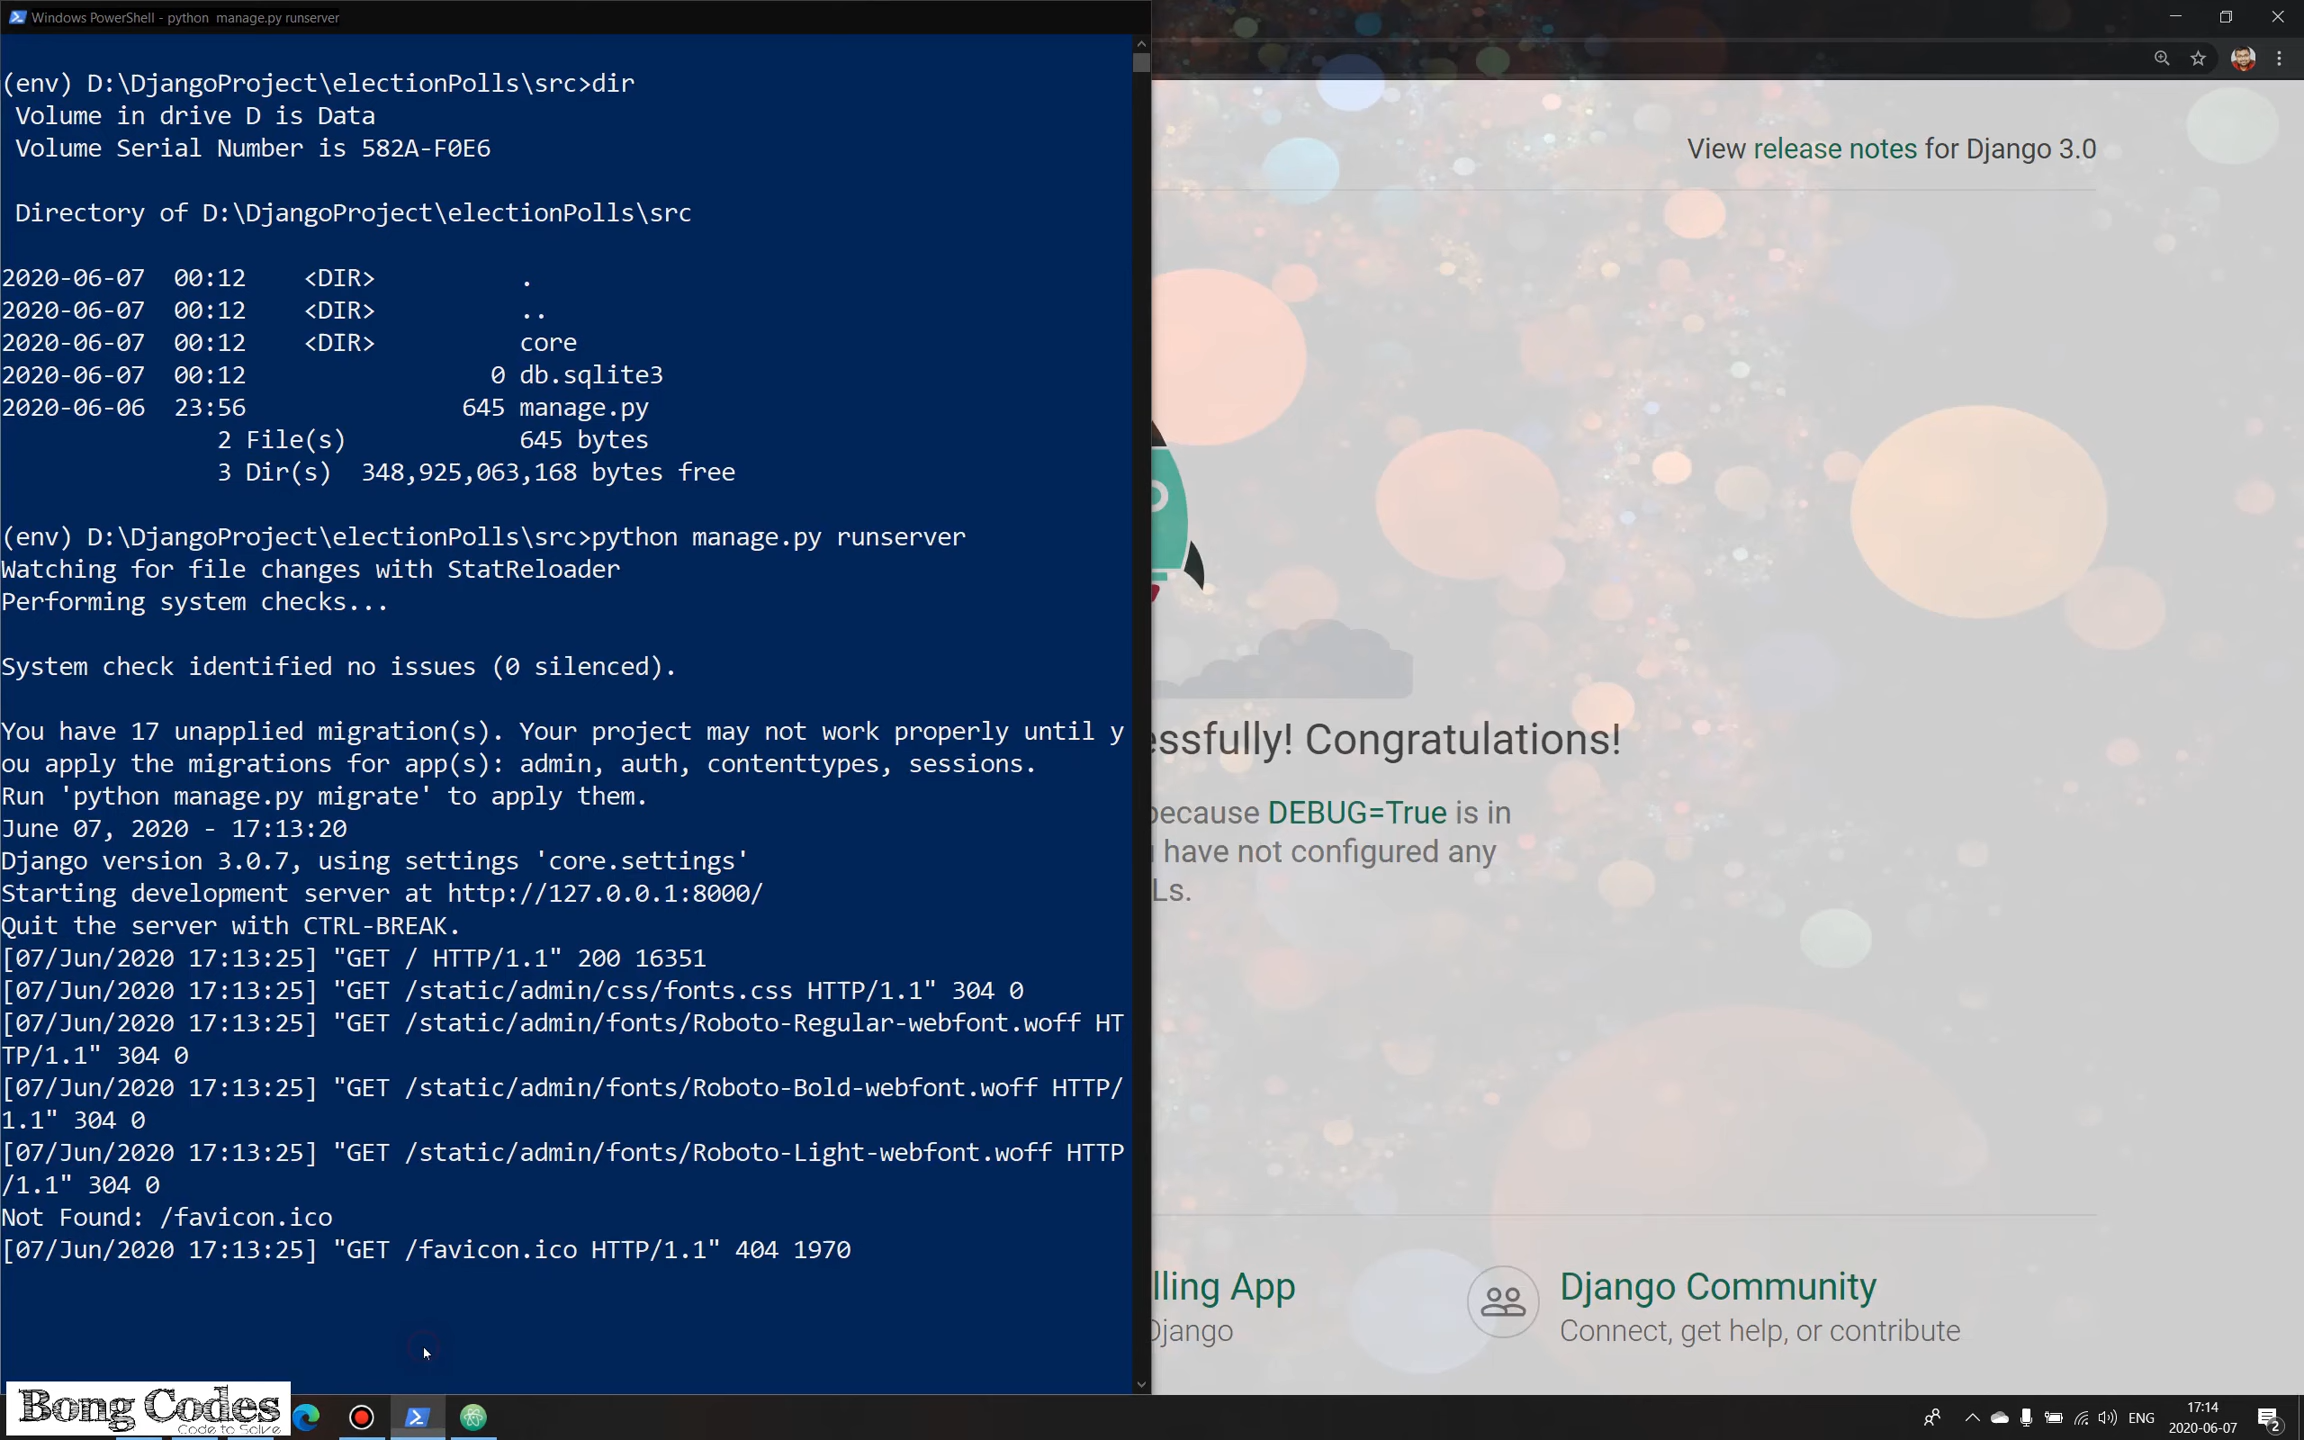 Windows PowerShell - python  manage.py runserver
(env) D:\DjangoProject\electionPolls\src>dir
Volume in drive D is Data
Volume Serial Number is 582A-F0E6
Directory of D:\DjangoProject\electionPolls\src
2020-06-07  00:12    <DIR>          .
2020-06-07  00:12    <DIR>          ..
2020-06-07  00:12    <DIR>          core
2020-06-07  00:12                 0 db.sqlite3
2020-06-06  23:56               645 manage.py
2 File(s)            645 bytes
3 Dir(s)  348,925,063,168 bytes free
(env) D:\DjangoProject\electionPolls\src>python manage.py runserver
Watching for file changes with StatReloader
Performing system checks...
System check identified no issues (0 silenced).
You have 17 unapplied migration(s). Your project may not work properly until y
ou apply the migrations for app(s): admin, auth, contenttypes, sessions.
Run 'python manage.py migrate' to apply them.
June 07, 2020 - 17:13:20
Django version 3.0.7, using settings 'core.settings'
Starting development server at http://127.0.0.1:8000/
Quit the server with CTRL-BREAK.
[07/Jun/2020 17:13:25] "GET / HTTP/1.1" 200 16351
[07/Jun/2020 17:13:25] "GET /static/admin/css/fonts.css HTTP/1.1" 304 0
[07/Jun/2020 17:13:25] "GET /static/admin/fonts/Roboto-Regular-webfont.woff HT
TP/1.1" 304 0
[07/Jun/2020 17:13:25] "GET /static/admin/fonts/Roboto-Bold-webfont.woff HTTP/
1.1" 304 0
[07/Jun/2020 17:13:25] "GET /static/admin/fonts/Roboto-Light-webfont.woff HTTP
/1.1" 304 0
Not Found: /favicon.ico
[07/Jun/2020 17:13:25] "GET /favicon.ico HTTP/1.1" 404 1970
View release notes for Django 3.0
essfully! Congratulations!
because DEBUG=True is in
have not configured any
Ls.
lling App
Django
Django Community
Connect, get help, or contribute
Bong Codes
Code to Solve
ENG
17:14
2020-06-07
2